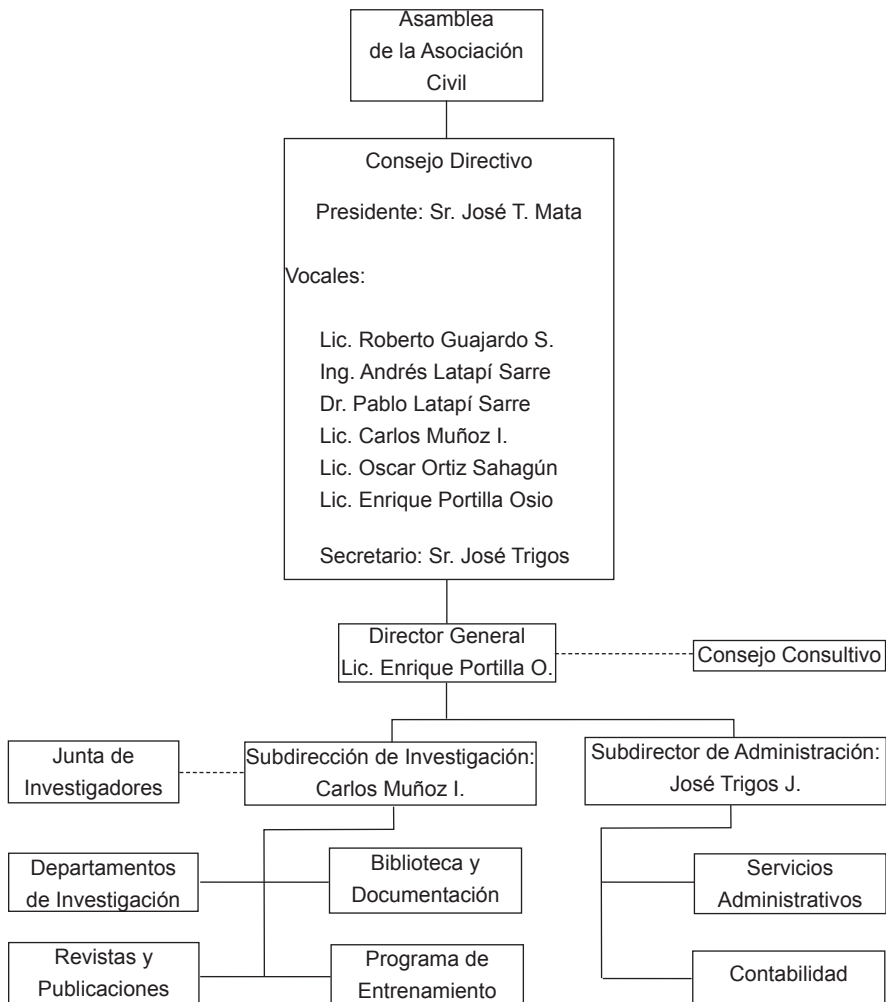 Asamblea
de la Asociación
Civil
Consejo Directivo
Presidente: Sr. José T. Mata
Vocales:
Lic. Roberto Guajardo S.
Ing. Andrés Latapí Sarre
Dr. Pablo Latapí Sarre
Lic. Carlos Muñoz I.
Lic. Oscar Ortiz Sahagún
Lic. Enrique Portilla Osio
Secretario: Sr. José Trigos
Director General
Lic. Enrique Portilla O.
Consejo Consultivo
Junta de
Investigadores
Subdirección de Investigación:
Carlos Muñoz I.
Subdirector de Administración:
José Trigos J.
Departamentos
de Investigación
Biblioteca y
Documentación
Servicios
Administrativos
Revistas y
Publicaciones
Programa de
Entrenamiento
Contabilidad